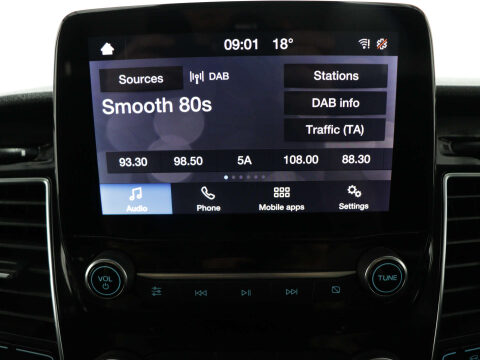 09:01 18°
Sources DAB Stations
Smooth 80s
DAB info
Traffic (TA)
93.30 98.50 5A 108.00 88.30
Audio Phone Mobile apps Settings
VOL TUNE